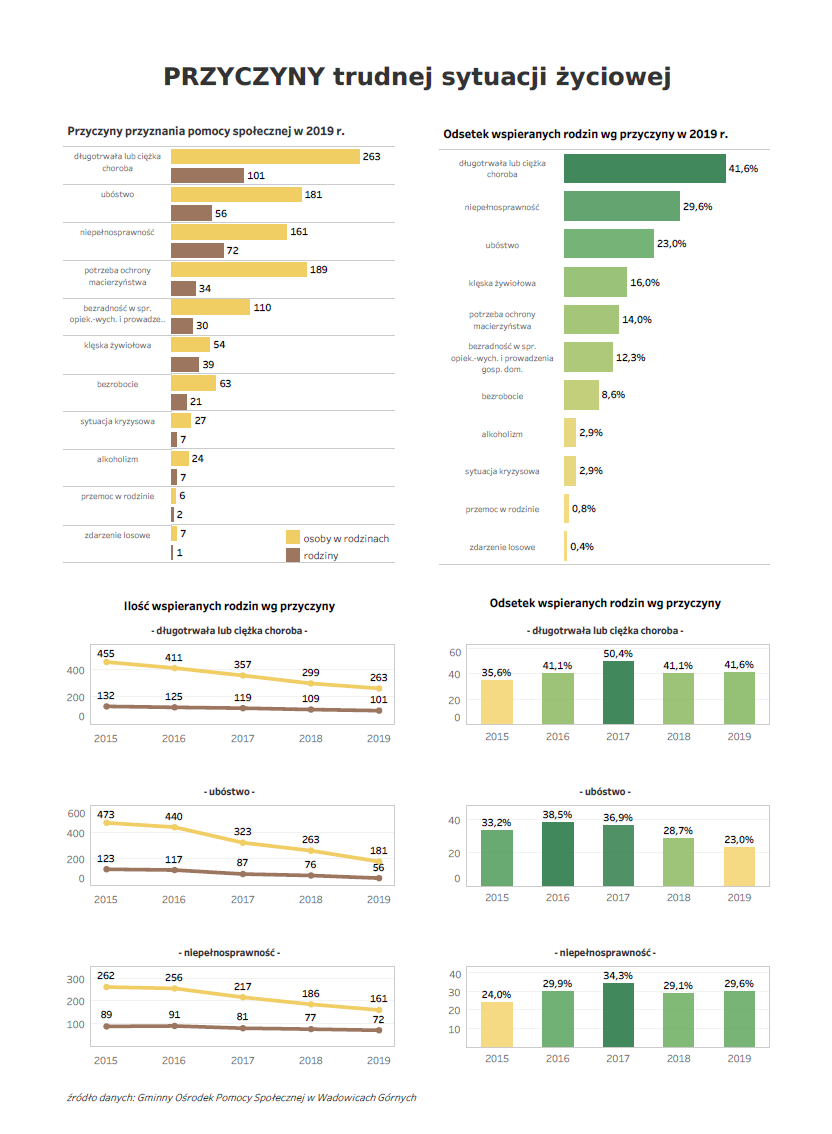 PRZYCZYNY trudnej sytuacji życiowej
Przyczyny przyznania pomocy społecznej w 2019 r.
długotrwała lub ciężka
choroba
263
101
ubóstwo
181
56
niepełnosprawność
161
72
potrzeba ochrony
macierzyństwa
189
34
bezradność w spr.
opiek.-wych. i prowadze..
110
30
klęska żywiołowa
54
39
bezrobocie
63
21
sytuacja kryzysowa
27
7
alkoholizm
24
7
przemoc w rodzinie
6
2
zdarzenie losowe
7
1
osoby w rodzinach
rodziny
Odsetek wspieranych rodzin wg przyczyny w 2019 r.
długotrwała lub ciężka
choroba
41,6%
niepełnosprawność
29,6%
ubóstwo
23,0%
klęska żywiołowa
16,0%
potrzeba ochrony
macierzyństwa
14,0%
bezradność w spr.
opiek.-wych. i prowadzenia
gosp. dom.
12,3%
bezrobocie
8,6%
alkoholizm
2,9%
sytuacja kryzysowa
2,9%
przemoc w rodzinie
0,8%
zdarzenie losowe
0,4%
Ilość wspieranych rodzin wg przyczyny
- długotrwała lub ciężka choroba -
400
200
0
455 411 357 299 263
132 125 119 109 101
2015 2016 2017 2018 2019
- ubóstwo -
600
400
200
0
473 440 323 263 181
123 117 87 76 56
2015 2016 2017 2018 2019
- niepełnosprawność -
300
200
100
262 256 217 186 161
89 91 81 77 72
2015 2016 2017 2018 2019
Odsetek wspieranych rodzin wg przyczyny
- długotrwała lub ciężka choroba -
60
40
20
0
35,6% 41,1% 50,4% 41,1% 41,6%
2015 2016 2017 2018 2019
- ubóstwo -
40
20
0
33,2% 38,5% 36,9% 28,7% 23,0%
2015 2016 2017 2018 2019
- niepełnosprawność -
40
30
20
10
24,0% 29,9% 34,3% 29,1% 29,6%
2015 2016 2017 2018 2019
źródło danych: Gminny Ośrodek Pomocy Społecznej w Wadowicach Górnych